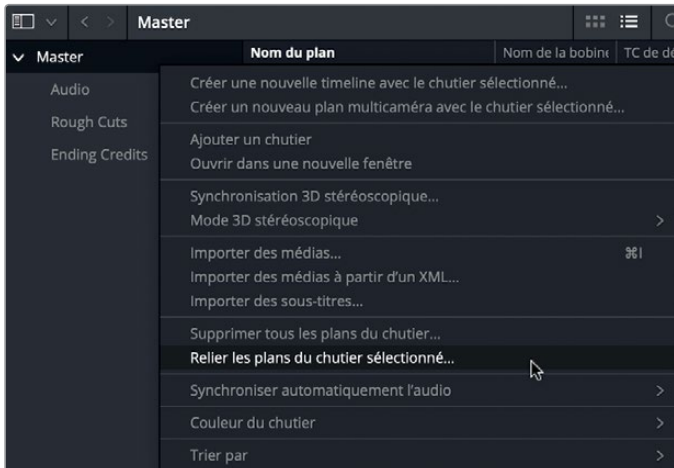 Master
Master
Nom du plan
Nom de la bobine
TC de dé
Audio
Rough Cuts
Ending Credits
Créer une nouvelle timeline avec le chutier sélectionné...
Créer un nouveau plan multicaméra avec le chutier sélectionné...
Ajouter un chutier
Ouvrir dans une nouvelle fenêtre
Synchronisation 3D stéréoscopique...
Mode 3D stéréoscopique
Importer des médias... ⌘I
Importer des médias à partir d’un XML...
Importer des sous-titres...
Supprimer tous les plans du chutier...
Relier les plans du chutier sélectionné...
Synchroniser automatiquement l’audio
Couleur du chutier
Trier par